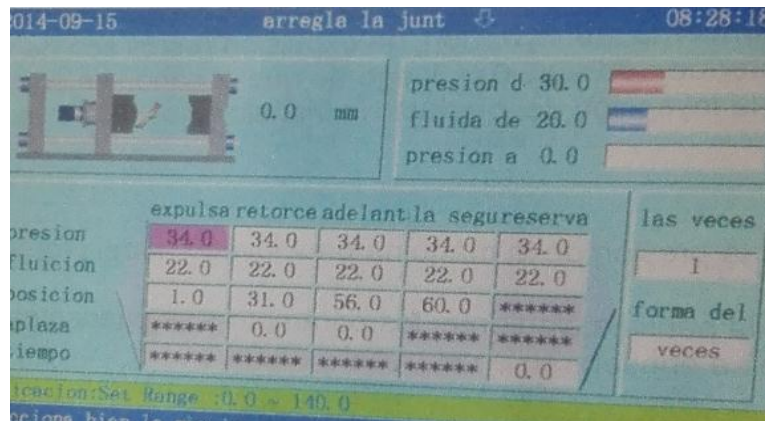 2014-09-15 arregla la junt 08:28:18
presion d 30.0
0.0 mm
fluida de 20.0
presion a 0.0
expulsa retorce adelant la segu reserva
presion 34.0 34.0 34.0 34.0 34.0
fluicion 22.0 22.0 22.0 22.0 22.0
posicion 1.0 31.0 56.0 60.0 ******
aplaza ****** 0.0 0.0 ****** ******
tiempo ****** ****** ****** ****** 0.0
las veces
1
forma del
veces
icacion:Set Range :0.0 ~ 140.0